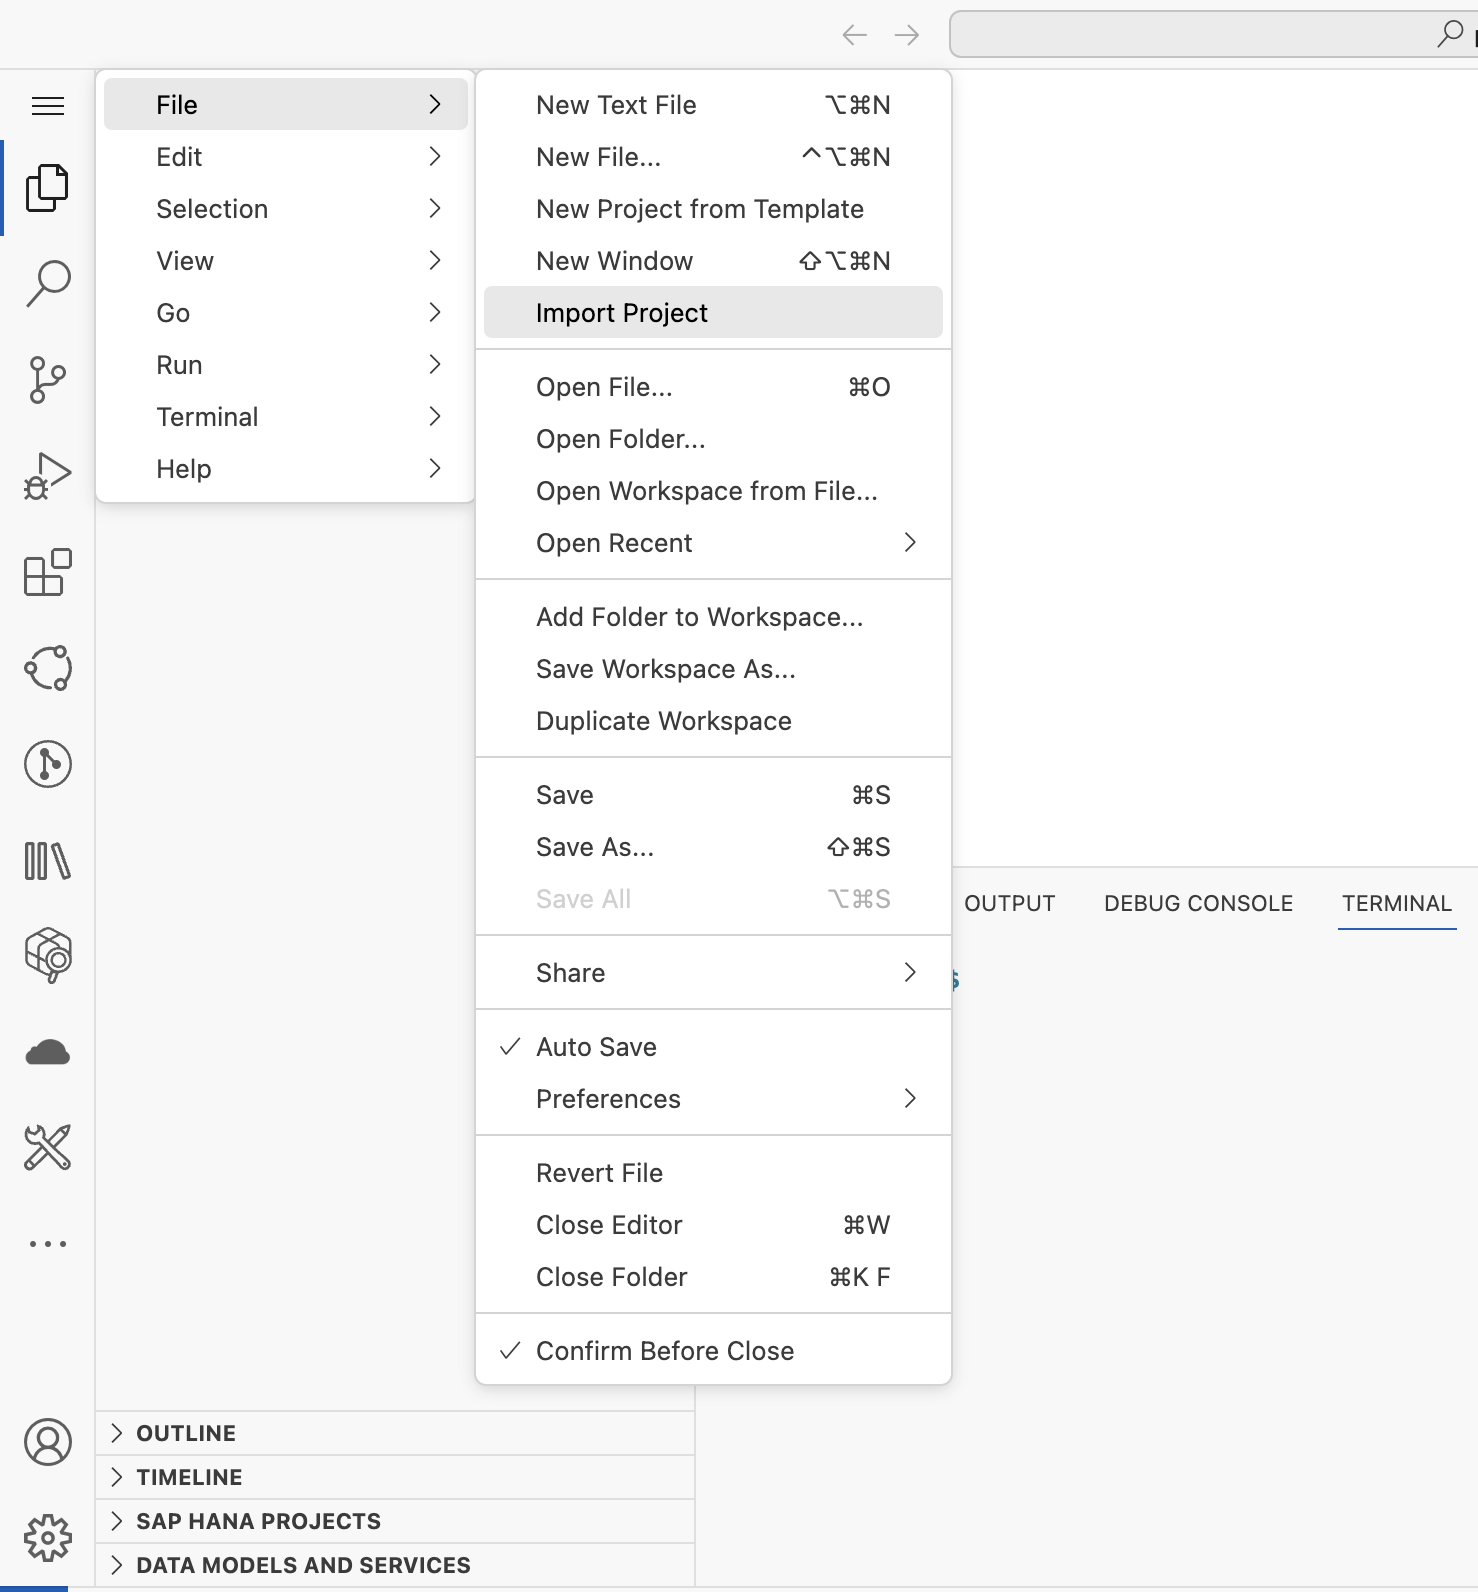 File
Edit
Selection
View
Go
Run
Terminal
Help
New Text File ⌥⌘N
New File... ^⌥⌘N
New Project from Template
New Window ⇧⌥⌘N
Import Project
Open File... ⌘O
Open Folder...
Open Workspace from File...
Open Recent
Add Folder to Workspace...
Save Workspace As...
Duplicate Workspace
Save ⌘S
Save As... ⇧⌘S
Save All ⌥⌘S
Share
Auto Save
Preferences
Revert File
Close Editor ⌘W
Close Folder ⌘K F
Confirm Before Close
OUTPUT DEBUG CONSOLE TERMINAL
$
OUTLINE
TIMELINE
SAP HANA PROJECTS
DATA MODELS AND SERVICES